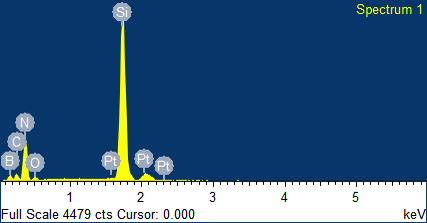 Spectrum 1
Si
N
C
B
O
Pt
Pt
Pt
1 2 3 4 5
Full Scale 4479 cts Cursor: 0.000 keV